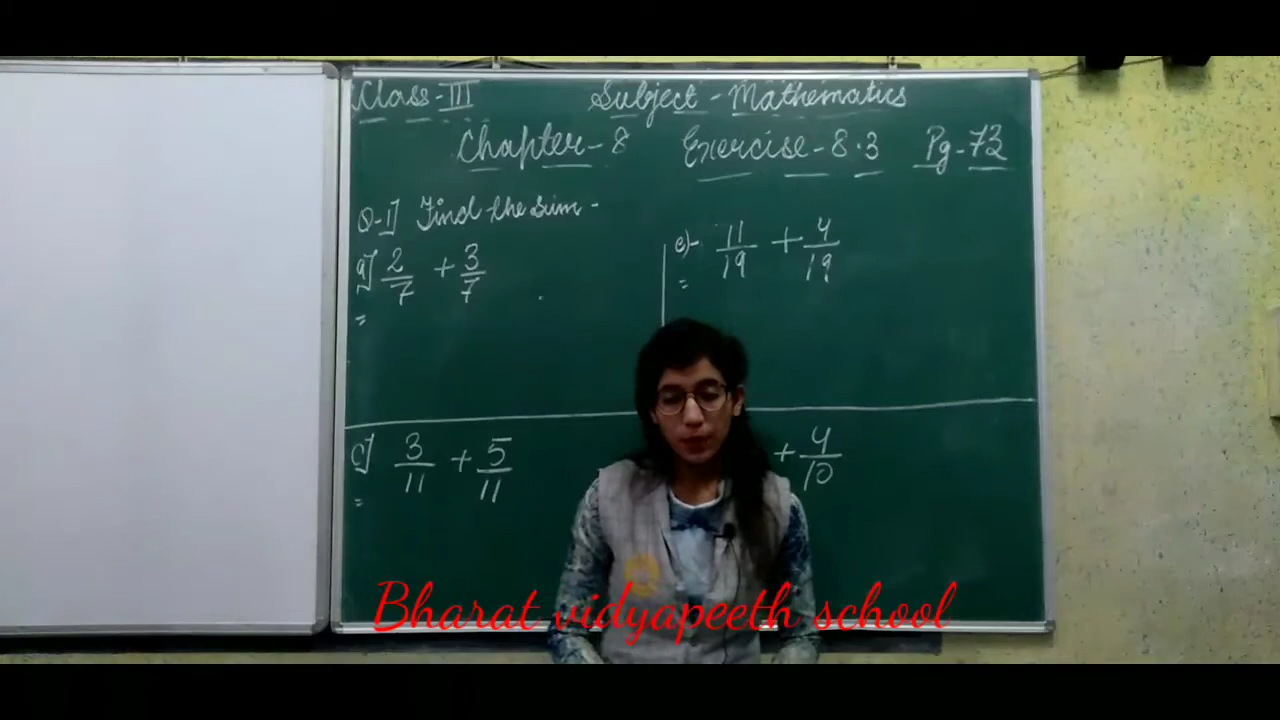 Class-III Subject-Mathematics
Chapter-8 Exercise-8.3 Pg-73
Q-1] Find the Sum-
a] 2/7 + 3/7
=
e)- 11/19 + 4/19
=
c] 3/11 + 5/11
=
+ 4/10
Bharat vidyapeeth school